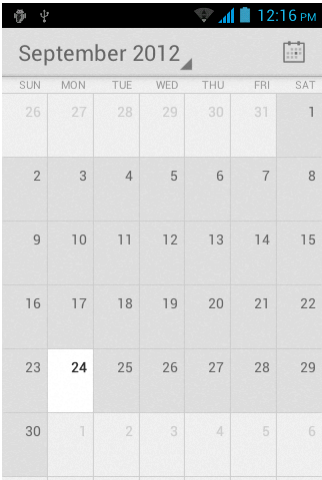 12:16 PM
September 2012
SUN MON TUE WED THU FRI SAT
26 27 28 29 30 31 1
2 3 4 5 6 7 8
9 10 11 12 13 14 15
16 17 18 19 20 21 22
23 24 25 26 27 28 29
30 1 2 3 4 5 6